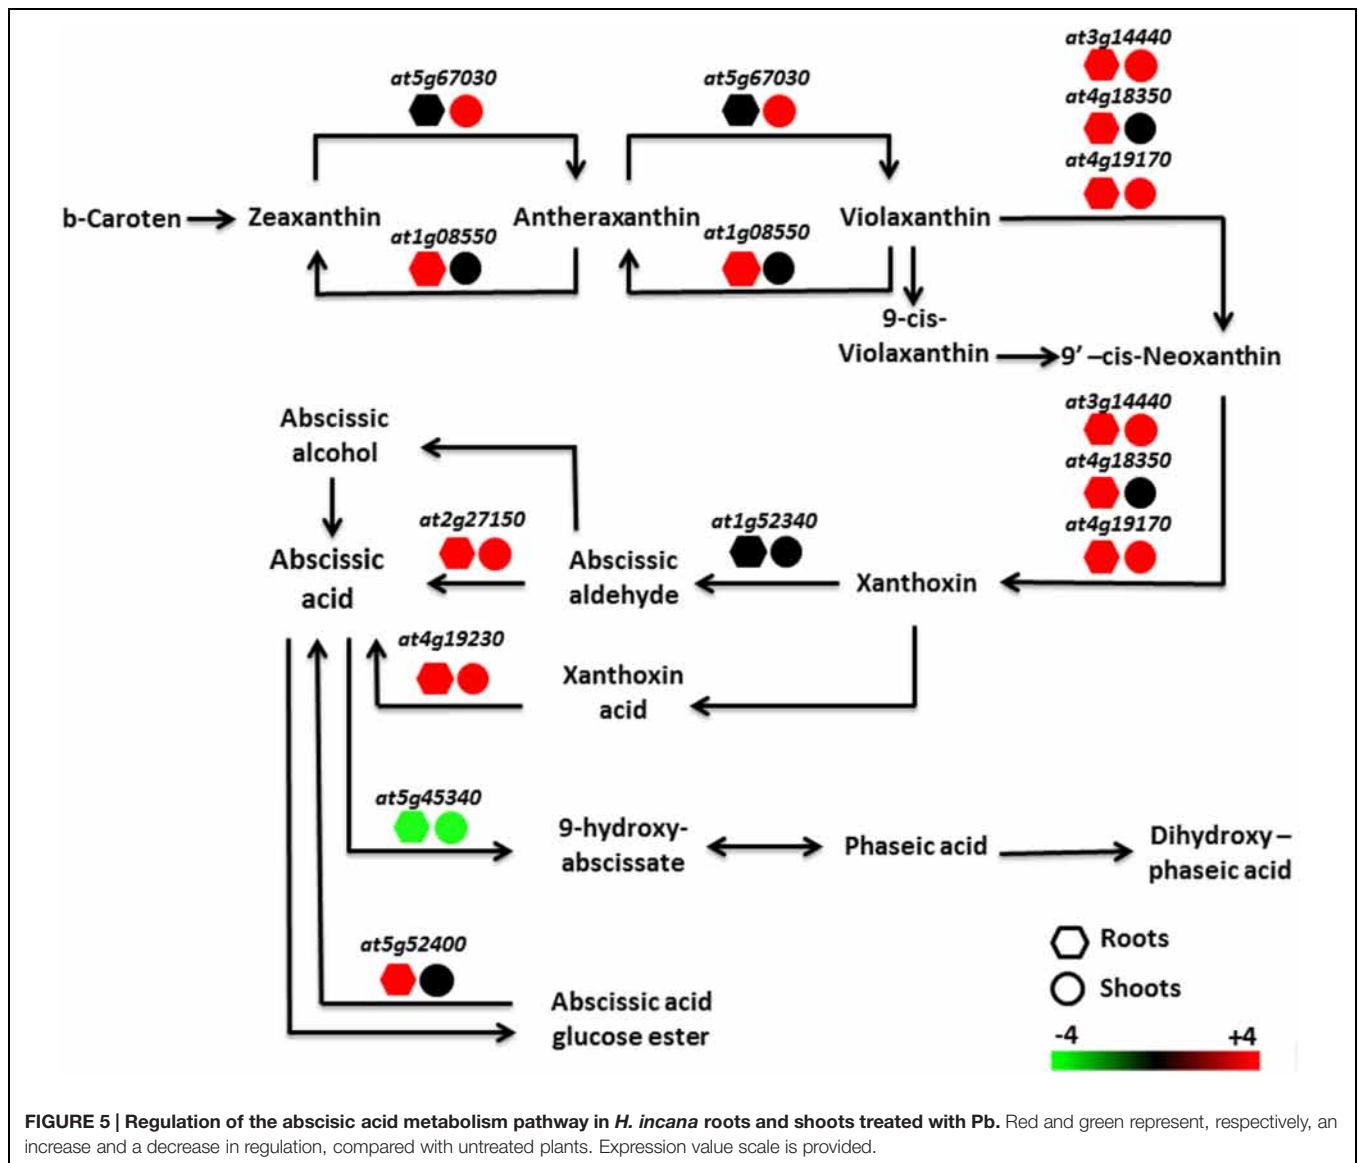 at5g67030
at5g67030
at3g14440
at4g18350
at4g19170
b-Caroten
Zeaxanthin
Antheraxanthin
Violaxanthin
at1g08550
at1g08550
9-cis-
Violaxanthin
9’ –cis-Neoxanthin
at3g14440
at4g18350
at4g19170
Abscissic
alcohol
at2g27150
at1g52340
Abscissic
acid
Abscissic
aldehyde
Xanthoxin
at4g19230
Xanthoxin
acid
at5g45340
9-hydroxy-
abscissate
Phaseic acid
Dihydroxy –
phaseic acid
at5g52400
Abscissic acid
glucose ester
Roots
Shoots
-4
+4
FIGURE 5 | Regulation of the abscisic acid metabolism pathway in H. incana roots and shoots treated with Pb. Red and green represent, respectively, an
increase and a decrease in regulation, compared with untreated plants. Expression value scale is provided.